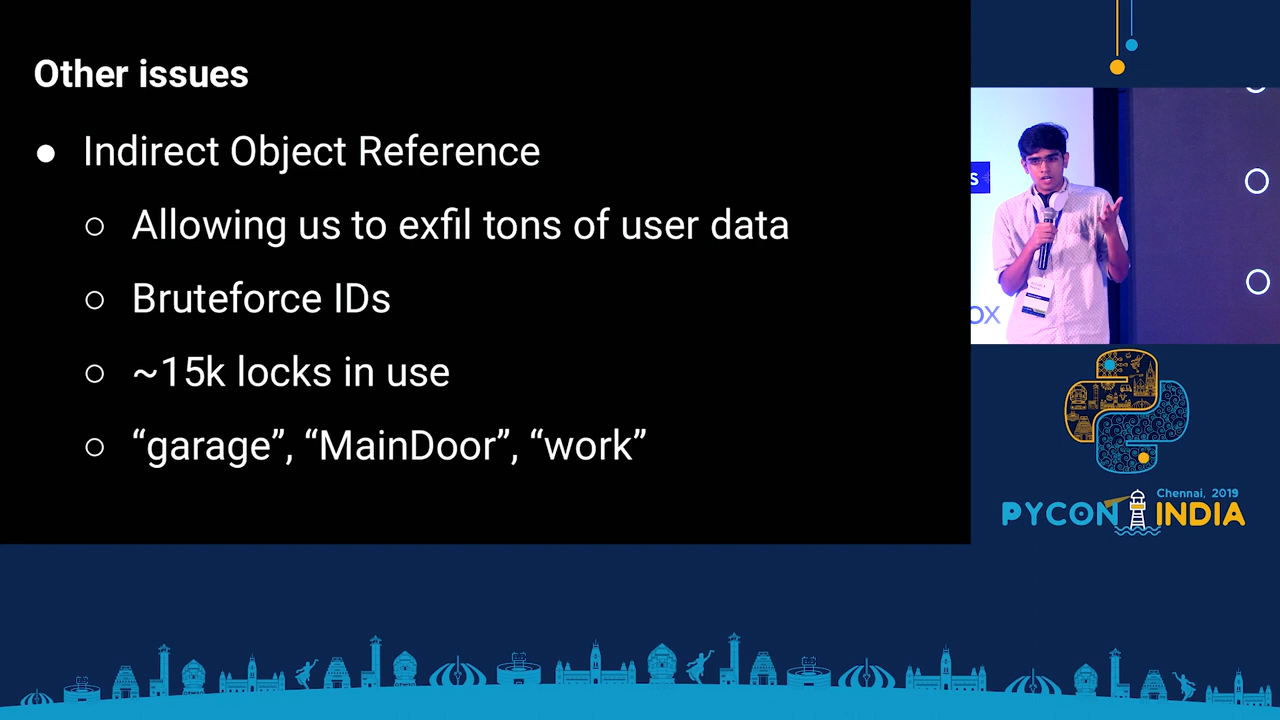 Other issues
● Indirect Object Reference
○ Allowing us to exfil tons of user data
○ Bruteforce IDs
○ ~15k locks in use
○ “garage”, “MainDoor”, “work”
S
OX
Chennai, 2019
PYCON INDIA